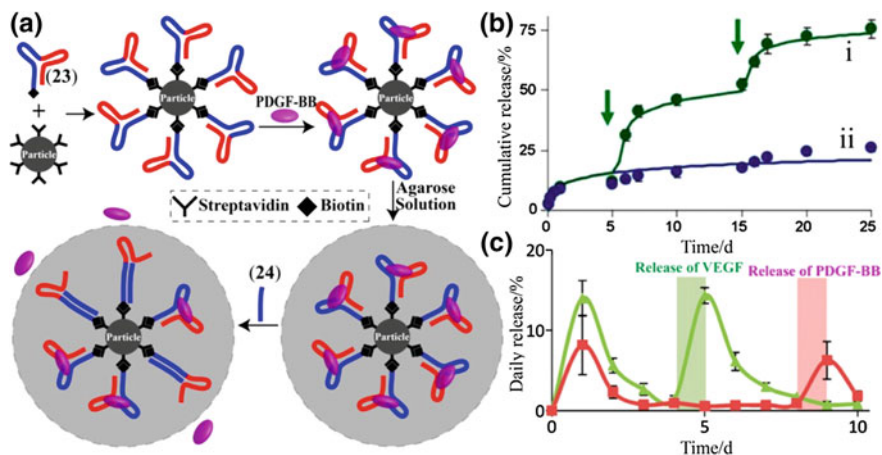 (a)
(23)
+
Particle
Particle
PDGF-BB
Particle
Streptavidin
Biotin
Agarose
Solution
Particle
(24)
Particle
(b)
Cumulative release/%
75
50
25
0
i
ii
0
5
10
15
20
25
Time/d
(c)
Daily release/%
20
10
0
Release of VEGF
Release of PDGF-BB
0
5
10
Time/d